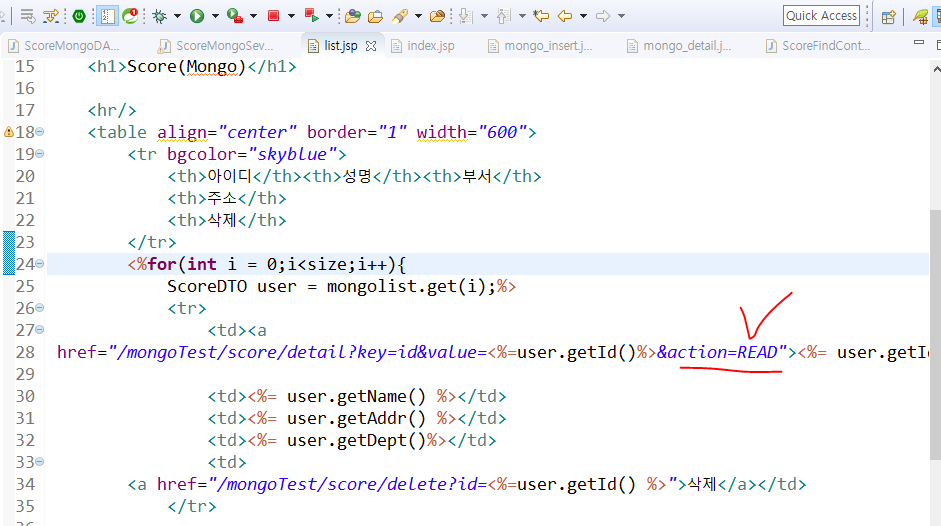 Quick Access
ScoreMongoDA... ScoreMongoSev... list.jsp index.jsp mongo_insert.j... mongo_detail.j... ScoreFindCont...
15 <h1>Score(Mongo)</h1>
16
17 <hr/>
18 <table align="center" border="1" width="600">
19 <tr bgcolor="skyblue">
20 <th>아이디</th><th>성명</th><th>부서</th>
21 <th>주소</th>
22 <th>삭제</th>
23 </tr>
24 <%for(int i = 0;i<size;i++){
25 ScoreDTO user = mongolist.get(i);%>
26 <tr>
27 <td><a
28 href="/mongoTest/score/detail?key=id&value=<%=user.getId()%>&action=READ"><%= user.getId
29
30 <td><%= user.getName() %></td>
31 <td><%= user.getAddr() %></td>
32 <td><%= user.getDept()%></td>
33 <td>
34 <a href="/mongoTest/score/delete?id=<%=user.getId() %>">삭제</a></td>
35 </tr>